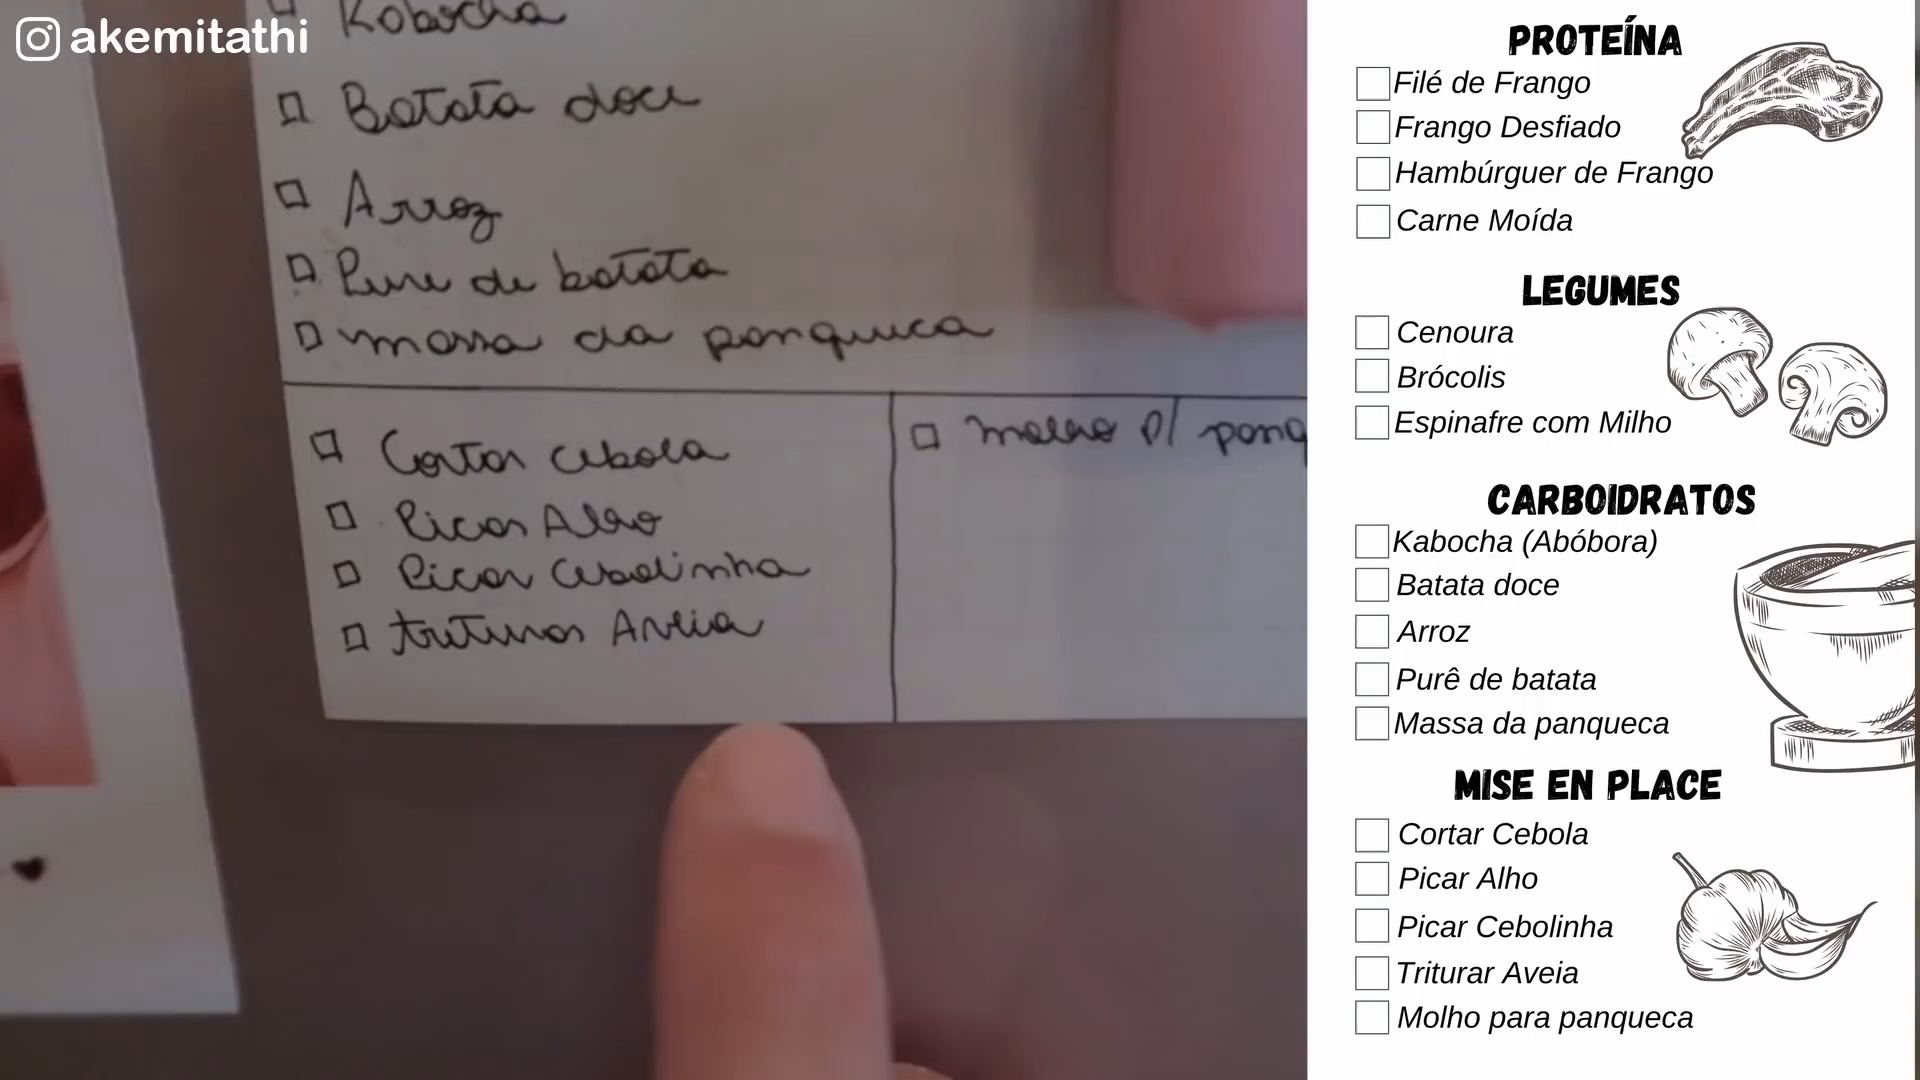 akemitathi
Kabocha
Batata doce
Arroz
Pure de batata
massa da panqueca
Cortar cebola
Picar Alho
Picar Cebolinha
triturar Aveia
molho p/ panq
PROTEÍNA
Filé de Frango
Frango Desfiado
Hambúrguer de Frango
Carne Moída
LEGUMES
Cenoura
Brócolis
Espinafre com Milho
CARBOIDRATOS
Kabocha (Abóbora)
Batata doce
Arroz
Purê de batata
Massa da panqueca
MISE EN PLACE
Cortar Cebola
Picar Alho
Picar Cebolinha
Triturar Aveia
Molho para panqueca